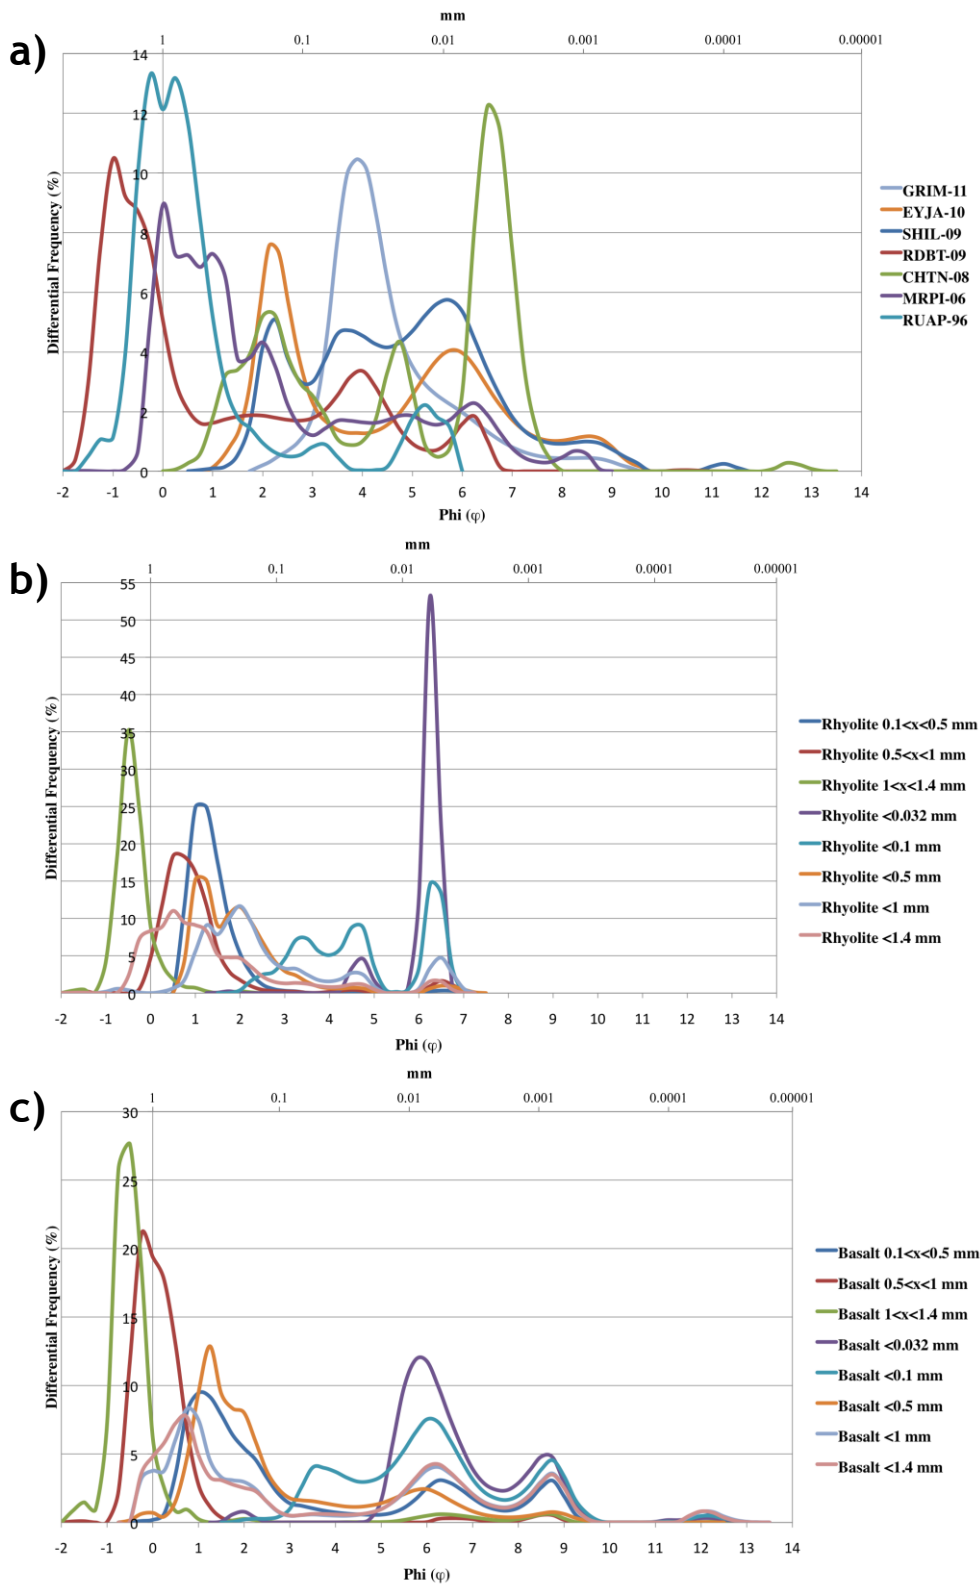 a)
mm
1 0.1 0.01 0.001 0.0001 0.00001
14
12
10
8
6
4
2
0
Differential Frequency (%)
-2 -1 0 1 2 3 4 5 6 7 8 9 10 11 12 13 14
Phi (φ)
GRIM-11
EYJA-10
SHIL-09
RDBT-09
CHTN-08
MRPI-06
RUAP-96
b)
mm
1 0.1 0.01 0.001 0.0001 0.00001
55
50
45
40
35
30
25
20
15
10
5
0
Differential Frequency (%)
-2 -1 0 1 2 3 4 5 6 7 8 9 10 11 12 13 14
Phi (φ)
Rhyolite 0.1<x<0.5 mm
Rhyolite 0.5<x<1 mm
Rhyolite 1<x<1.4 mm
Rhyolite <0.032 mm
Rhyolite <0.1 mm
Rhyolite <0.5 mm
Rhyolite <1 mm
Rhyolite <1.4 mm
c)
mm
1 0.1 0.01 0.001 0.0001 0.00001
30
25
20
15
10
5
0
Differential Frequency (%)
-2 -1 0 1 2 3 4 5 6 7 8 9 10 11 12 13 14
Phi (φ)
Basalt 0.1<x<0.5 mm
Basalt 0.5<x<1 mm
Basalt 1<x<1.4 mm
Basalt <0.032 mm
Basalt <0.1 mm
Basalt <0.5 mm
Basalt <1 mm
Basalt <1.4 mm